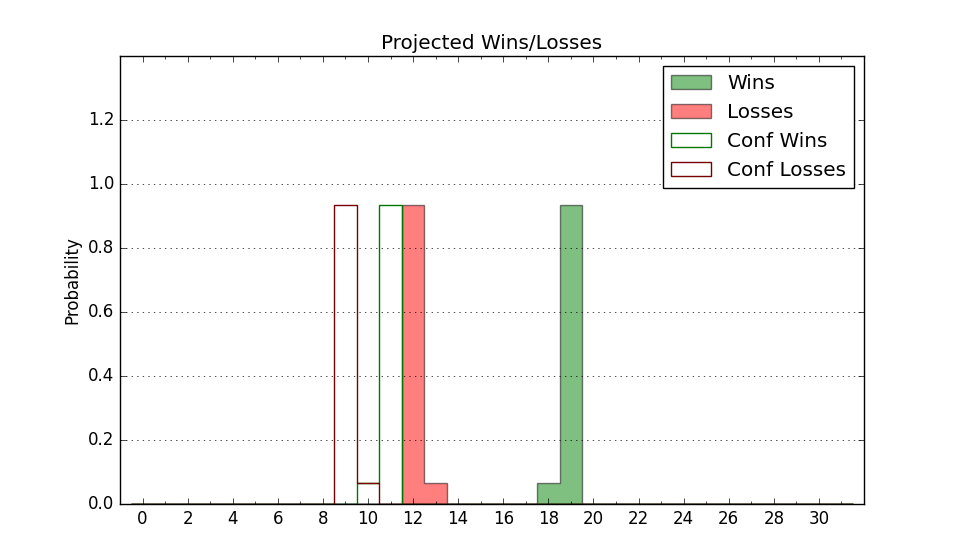 Projected Wins/Losses
Wins
Losses
Conf Wins
Conf Losses
Probability
1.2
1.0
0.8
0.6
0.4
0.2
0.0
0 2 4 6 8 10 12 14 16 18 20 22 24 26 28 30